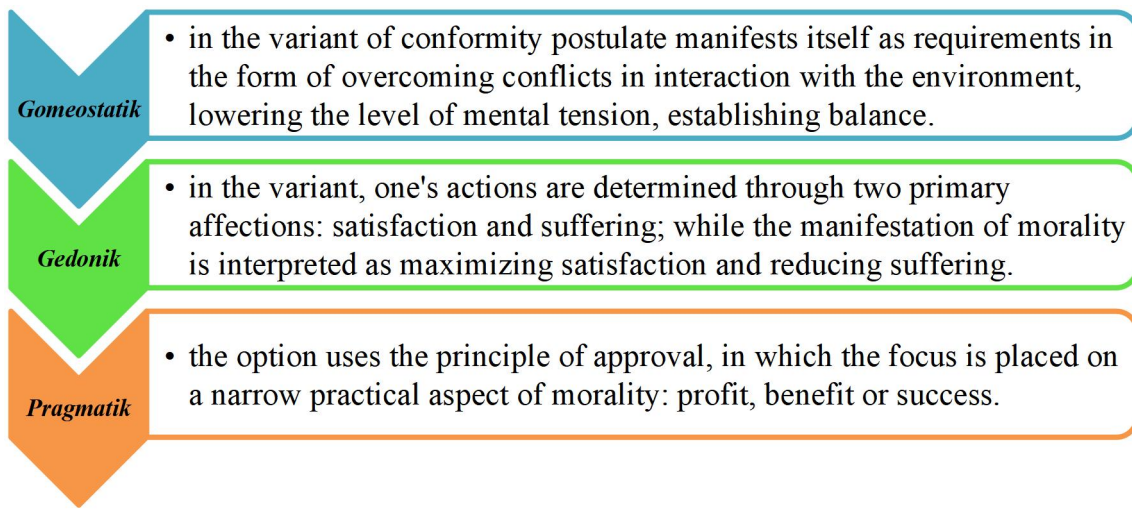 Gomeostatik
• in the variant of conformity postulate manifests itself as requirements in
the form of overcoming conflicts in interaction with the environment,
lowering the level of mental tension, establishing balance.
Gedonik
• in the variant, one's actions are determined through two primary
affections: satisfaction and suffering; while the manifestation of morality
is interpreted as maximizing satisfaction and reducing suffering.
Pragmatik
• the option uses the principle of approval, in which the focus is placed on
a narrow practical aspect of morality: profit, benefit or success.